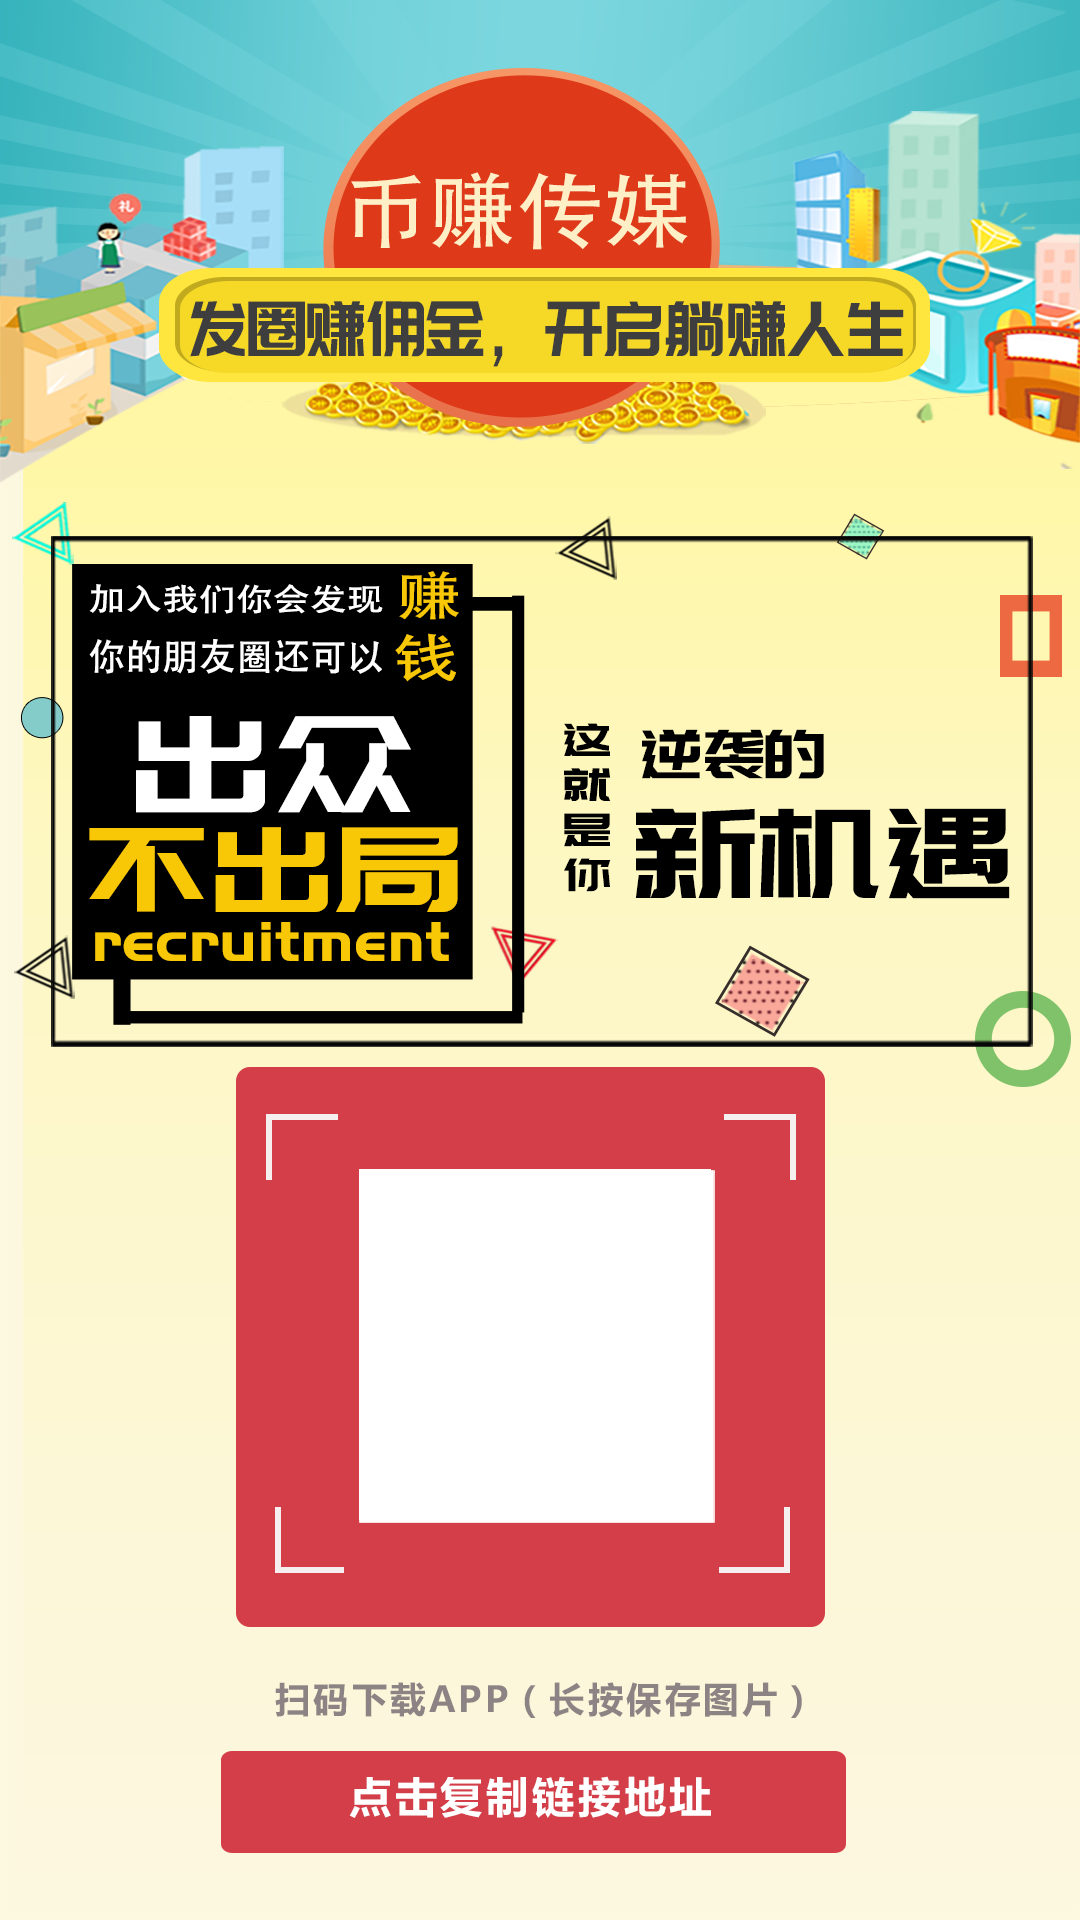 币赚传媒
礼
发圈赚佣金，开启躺赚人生
加入我们你会发现 赚
你的朋友圈还可以 钱
出众
不出局
recruitment
这就是你
逆袭的
新机遇
扫码下载APP（长按保存图片）
点击复制链接地址